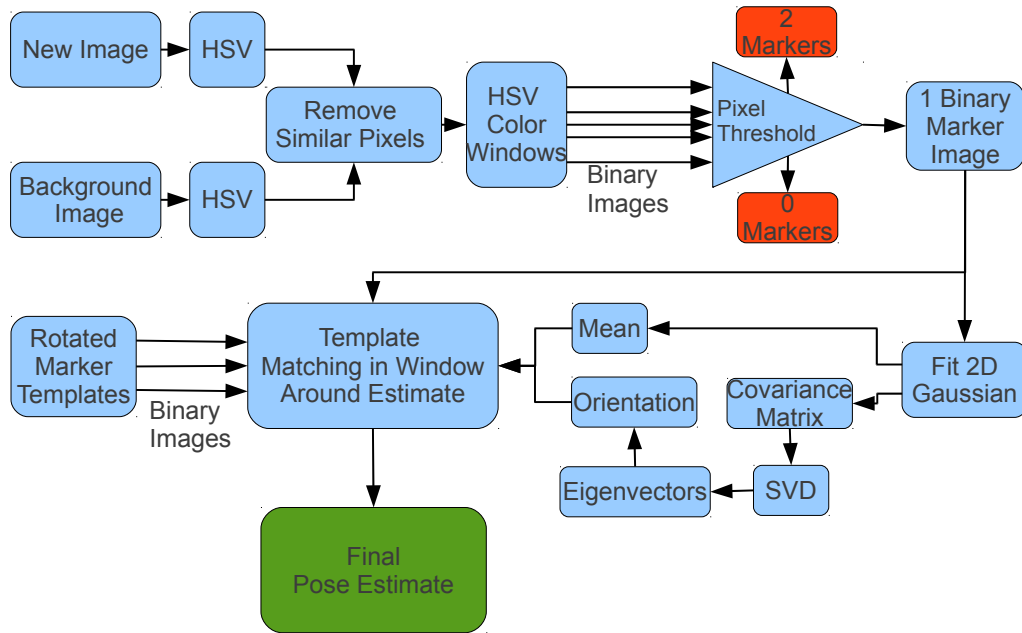 New Image
HSV
Remove
Similar Pixels
Background
Image
HSV
HSV
Color
Windows
Binary
Images
Pixel
Threshold
2
Markers
0
Markers
1 Binary
Marker
Image
Rotated
Marker
Templates
Binary
Images
Template
Matching in Window
Around Estimate
Mean
Orientation
Covariance
Matrix
Fit 2D
Gaussian
Eigenvectors
SVD
Final
Pose Estimate